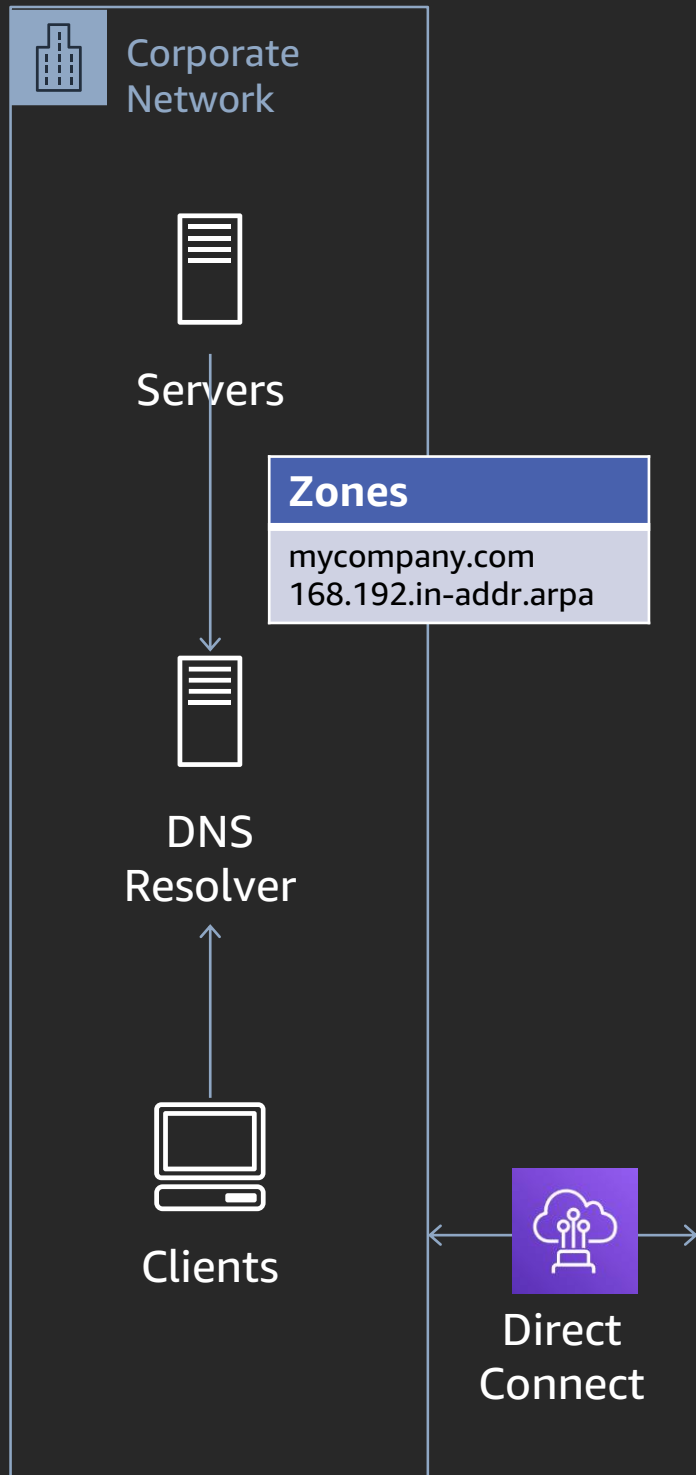 Corporate
Network
Servers
Zones
mycompany.com
168.192.in-addr.arpa
DNS
Resolver
Clients
Direct
Connect